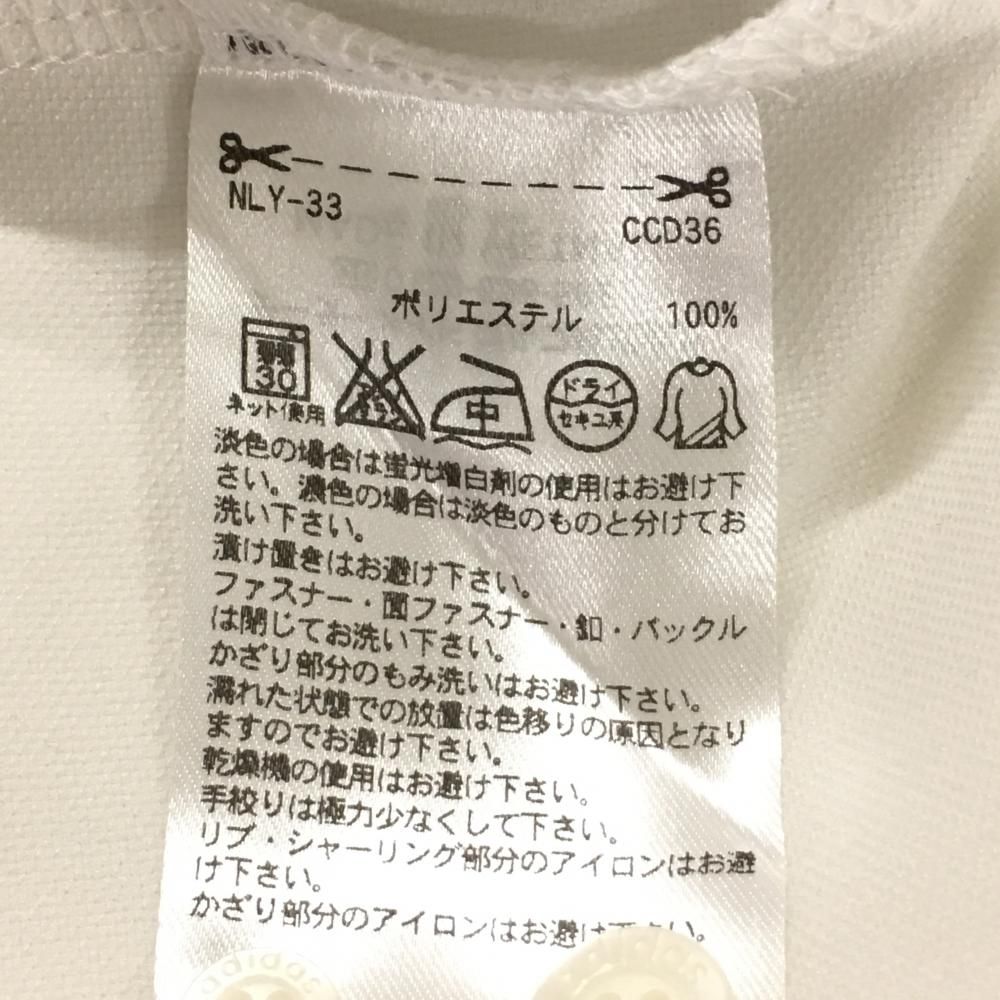 NLY-33
CCD36
ポリエステル 100%
弱 30
ネット使用
エンソ
中
ドライ
セキユ系
淡色の場合は蛍光増白剤の使用はお避け下
さい。濃色の場合は淡色のものと分けてお
洗い下さい。
漬け置きはお避け下さい。
ファスナー・面ファスナー・釦・バックル
は閉じてお洗い下さい。
かざり部分のもみ洗いはお避け下さい。
濡れた状態での放置は色移りの原因となり
ますのでお避け下さい。
乾燥機の使用はお避け下さい。
手絞りは極力少なくして下さい。
リブ・シャーリング部分のアイロンはお避
け下さい。
かざり部分のアイロンはお避け下さい。
adidas
adidas